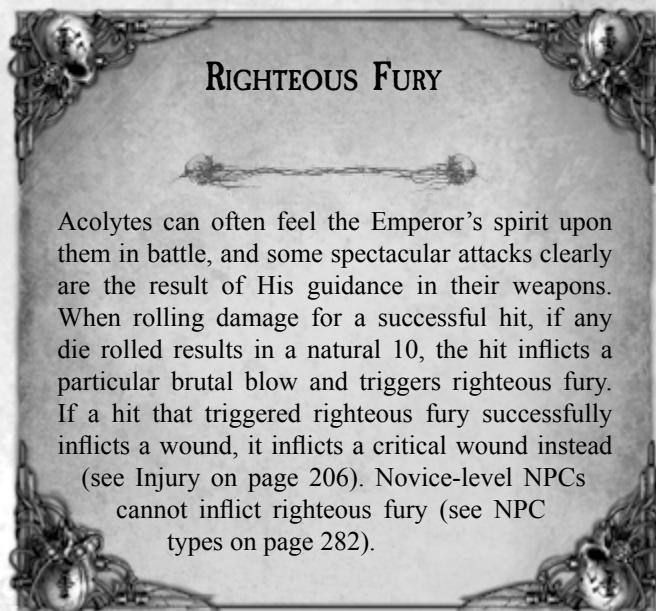 Righteous Fury
Acolytes can often feel the Emperor’s spirit upon
them in battle, and some spectacular attacks clearly
are the result of His guidance in their weapons.
When rolling damage for a successful hit, if any
die rolled results in a natural 10, the hit inflicts a
particular brutal blow and triggers righteous fury.
If a hit that triggered righteous fury successfully
inflicts a wound, it inflicts a critical wound instead
(see Injury on page 206). Novice-level NPCs
cannot inflict righteous fury (see NPC
types on page 282).